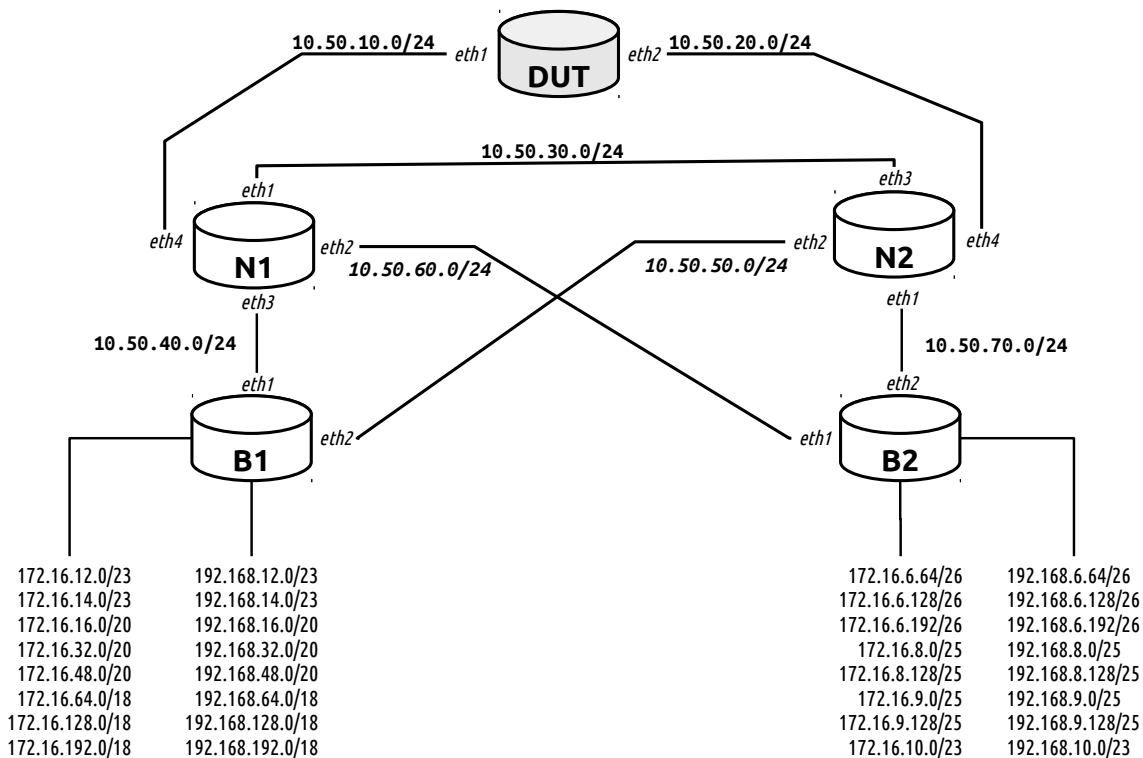 10.50.10.0/24
eth1
DUT
eth2
10.50.20.0/24
10.50.30.0/24
eth1
eth3
eth4
N1
eth2
10.50.60.0/24
eth2
10.50.50.0/24
N2
eth4
eth3
eth1
10.50.40.0/24
10.50.70.0/24
eth1
eth2
B1
eth2
eth1
B2
172.16.12.0/23
172.16.14.0/23
172.16.16.0/20
172.16.32.0/20
172.16.48.0/20
172.16.64.0/18
172.16.128.0/18
172.16.192.0/18
192.168.12.0/23
192.168.14.0/23
192.168.16.0/20
192.168.32.0/20
192.168.48.0/20
192.168.64.0/18
192.168.128.0/18
192.168.192.0/18
172.16.6.64/26
172.16.6.128/26
172.16.6.192/26
172.16.8.0/25
172.16.8.128/25
172.16.9.0/25
172.16.9.128/25
172.16.10.0/23
192.168.6.64/26
192.168.6.128/26
192.168.6.192/26
192.168.8.0/25
192.168.8.128/25
192.168.9.0/25
192.168.9.128/25
192.168.10.0/23